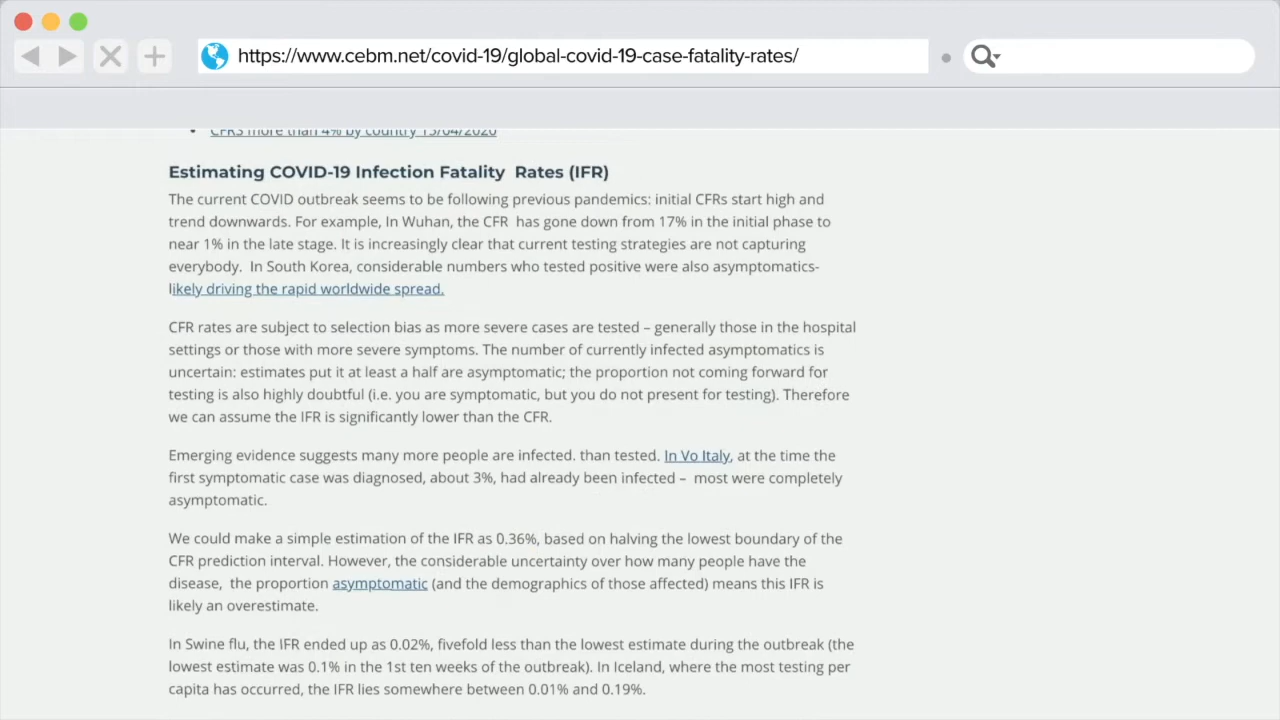 https://www.cebm.net/covid-19/global-covid-19-case-fatality-rates/
CFRs more than 4% by country 15/04/2020
Estimating COVID-19 Infection Fatality  Rates (IFR)
The current COVID outbreak seems to be following previous pandemics: initial CFRs start high and
trend downwards. For example, In Wuhan, the CFR  has gone down from 17% in the initial phase to
near 1% in the late stage. It is increasingly clear that current testing strategies are not capturing
everybody.  In South Korea, considerable numbers who tested positive were also asymptomatics-
likely driving the rapid worldwide spread.
CFR rates are subject to selection bias as more severe cases are tested – generally those in the hospital
settings or those with more severe symptoms. The number of currently infected asymptomatics is
uncertain: estimates put it at least a half are asymptomatic; the proportion not coming forward for
testing is also highly doubtful (i.e. you are symptomatic, but you do not present for testing). Therefore
we can assume the IFR is significantly lower than the CFR.
Emerging evidence suggests many more people are infected. than tested. In Vo Italy, at the time the
first symptomatic case was diagnosed, about 3%, had already been infected –  most were completely
asymptomatic.
We could make a simple estimation of the IFR as 0.36%, based on halving the lowest boundary of the
CFR prediction interval. However, the considerable uncertainty over how many people have the
disease,  the proportion asymptomatic (and the demographics of those affected) means this IFR is
likely an overestimate.
In Swine flu, the IFR ended up as 0.02%, fivefold less than the lowest estimate during the outbreak (the
lowest estimate was 0.1% in the 1st ten weeks of the outbreak). In Iceland, where the most testing per
capita has occurred, the IFR lies somewhere between 0.01% and 0.19%.